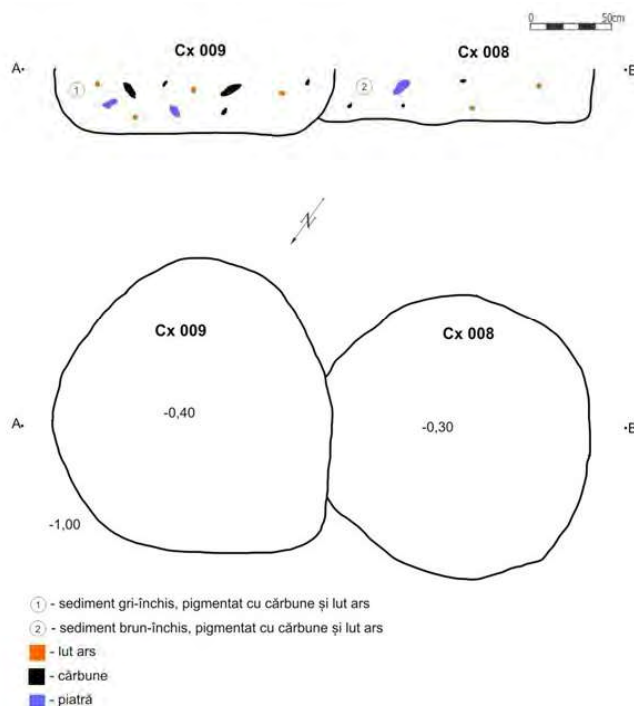 0 50cm
Cx 009 Cx 008
A B
1 2
N
Cx 009 Cx 008
-0,40 -0,30
A B
-1,00
1 - sediment gri-închis, pigmentat cu cărbune și lut ars
2 - sediment brun-închis, pigmentat cu cărbune și lut ars
- lut ars
- cărbune
- piatră